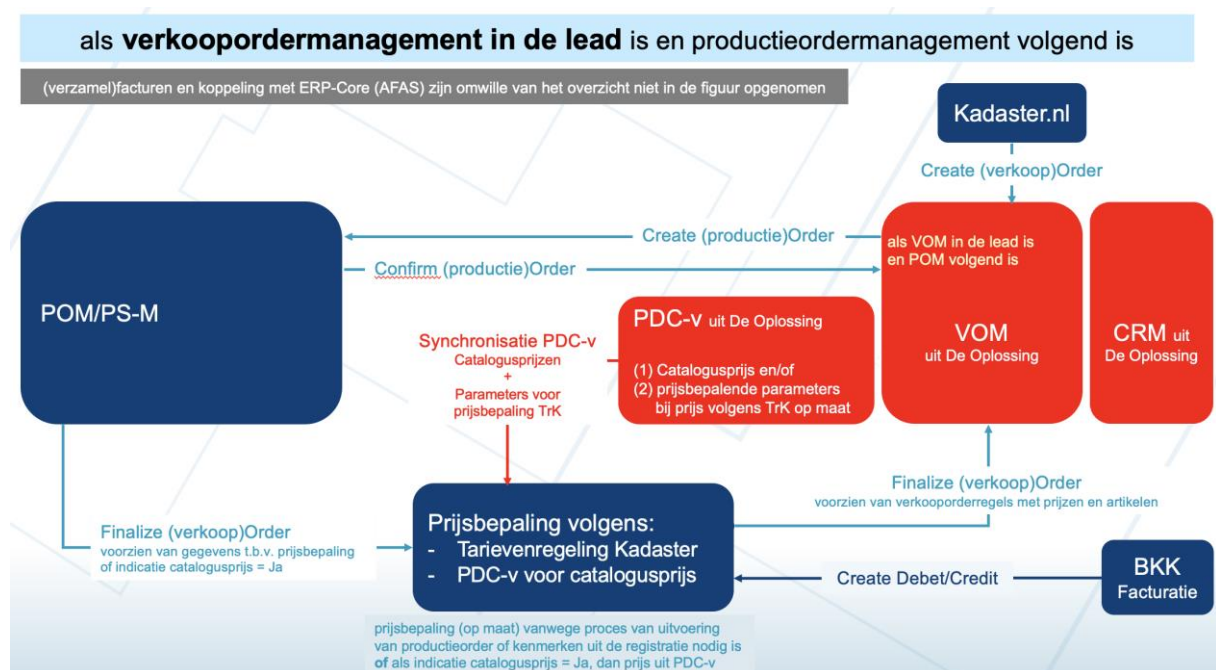 als verkoopordermanagement in de lead is en productieordermanagement volgend is
(verzamel)facturen en koppeling met ERP-Core (AFAS) zijn omwille van het overzicht niet in de figuur opgenomen
Kadaster.nl
Create (verkoop)Order
Create (productie)Order
Confirm (productie)Order
als VOM in de lead is
en POM volgend is
POM/PS-M
VOM
uit De Oplossing
CRM uit
De Oplossing
PDC-v uit De Oplossing
(1) Catalogusprijs en/of
(2) prijsbepalende parameters
bij prijs volgens TrK op maat
Synchronisatie PDC-v
Catalogusprijzen
+
Parameters voor
prijsbepaling TrK
Finalize (verkoop)Order
voorzien van verkooporderregels met prijzen en artikelen
Finalize (verkoop)Order
voorzien van gegevens t.b.v. prijsbepaling
of indicatie catalogusprijs = Ja
Prijsbepaling volgens:
- Tarievenregeling Kadaster
- PDC-v voor catalogusprijs
Create Debet/Credit
BKK
Facturatie
prijsbepaling (op maat) vanwege proces van uitvoering
van productieorder of kenmerken uit de registratie nodig is
of als indicatie catalogusprijs = Ja, dan prijs uit PDC-v